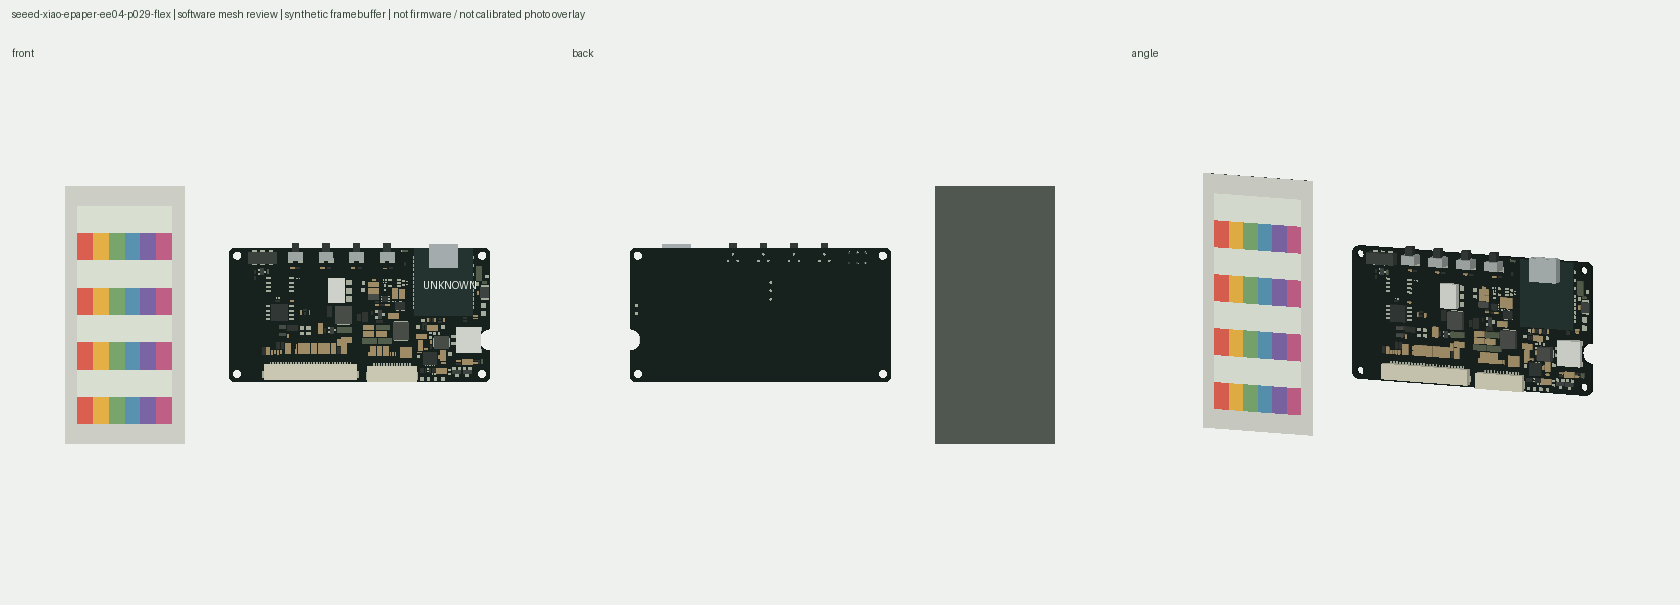 seeed-xiao-epaper-ee04-p029-flex | software mesh review | synthetic framebuffer | not firmware / not calibrated photo overlay
front
back
angle
UNKNOWN